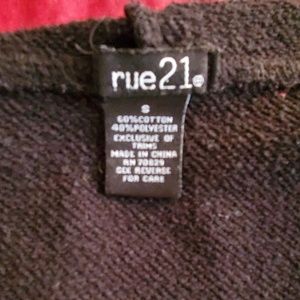 rue21®
S
60%COTTON
40%POLYESTER
EXCLUSIVE OF
TRIMS
MADE IN CHINA
RN 70829
SEE REVERSE
FOR CARE